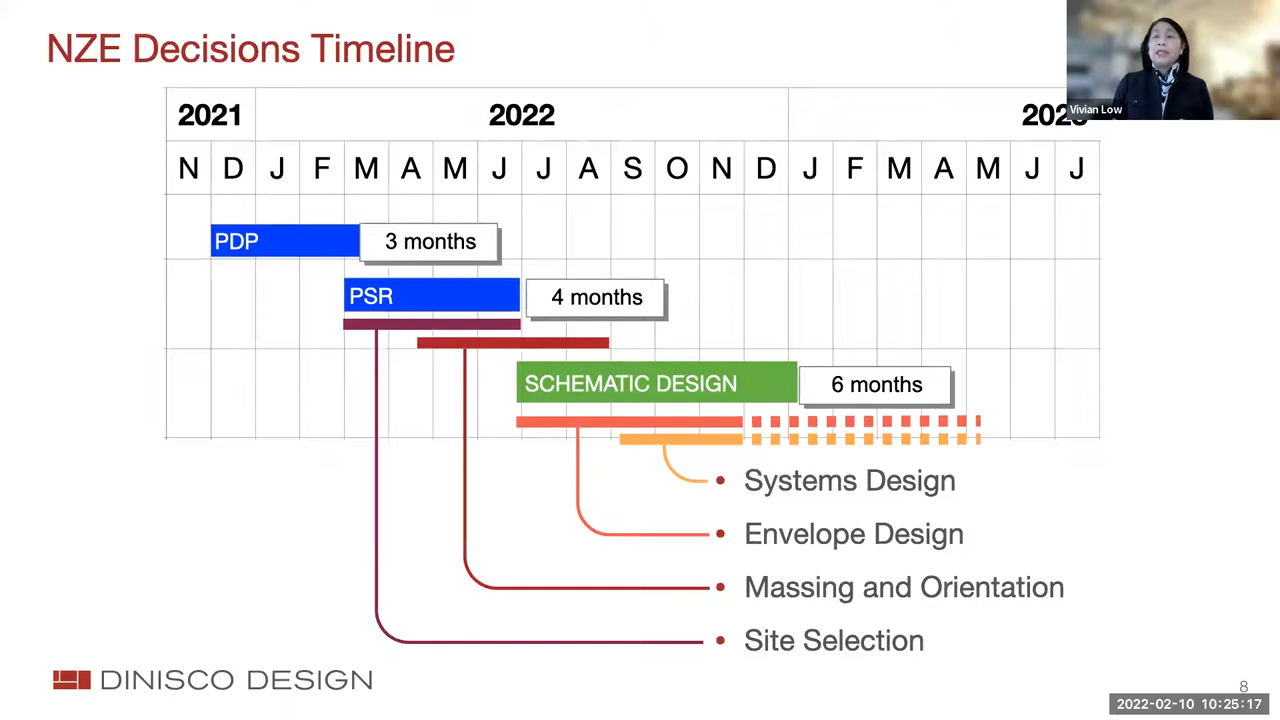 NZE Decisions Timeline
Vivian Low
2021 2022
N D J F M A M J J A S O N D J F M A M J J
PDP 3 months
PSR 4 months
SCHEMATIC DESIGN 6 months
• Systems Design
• Envelope Design
• Massing and Orientation
• Site Selection
DINISCO DESIGN
8
2022-02-10 10:25:17